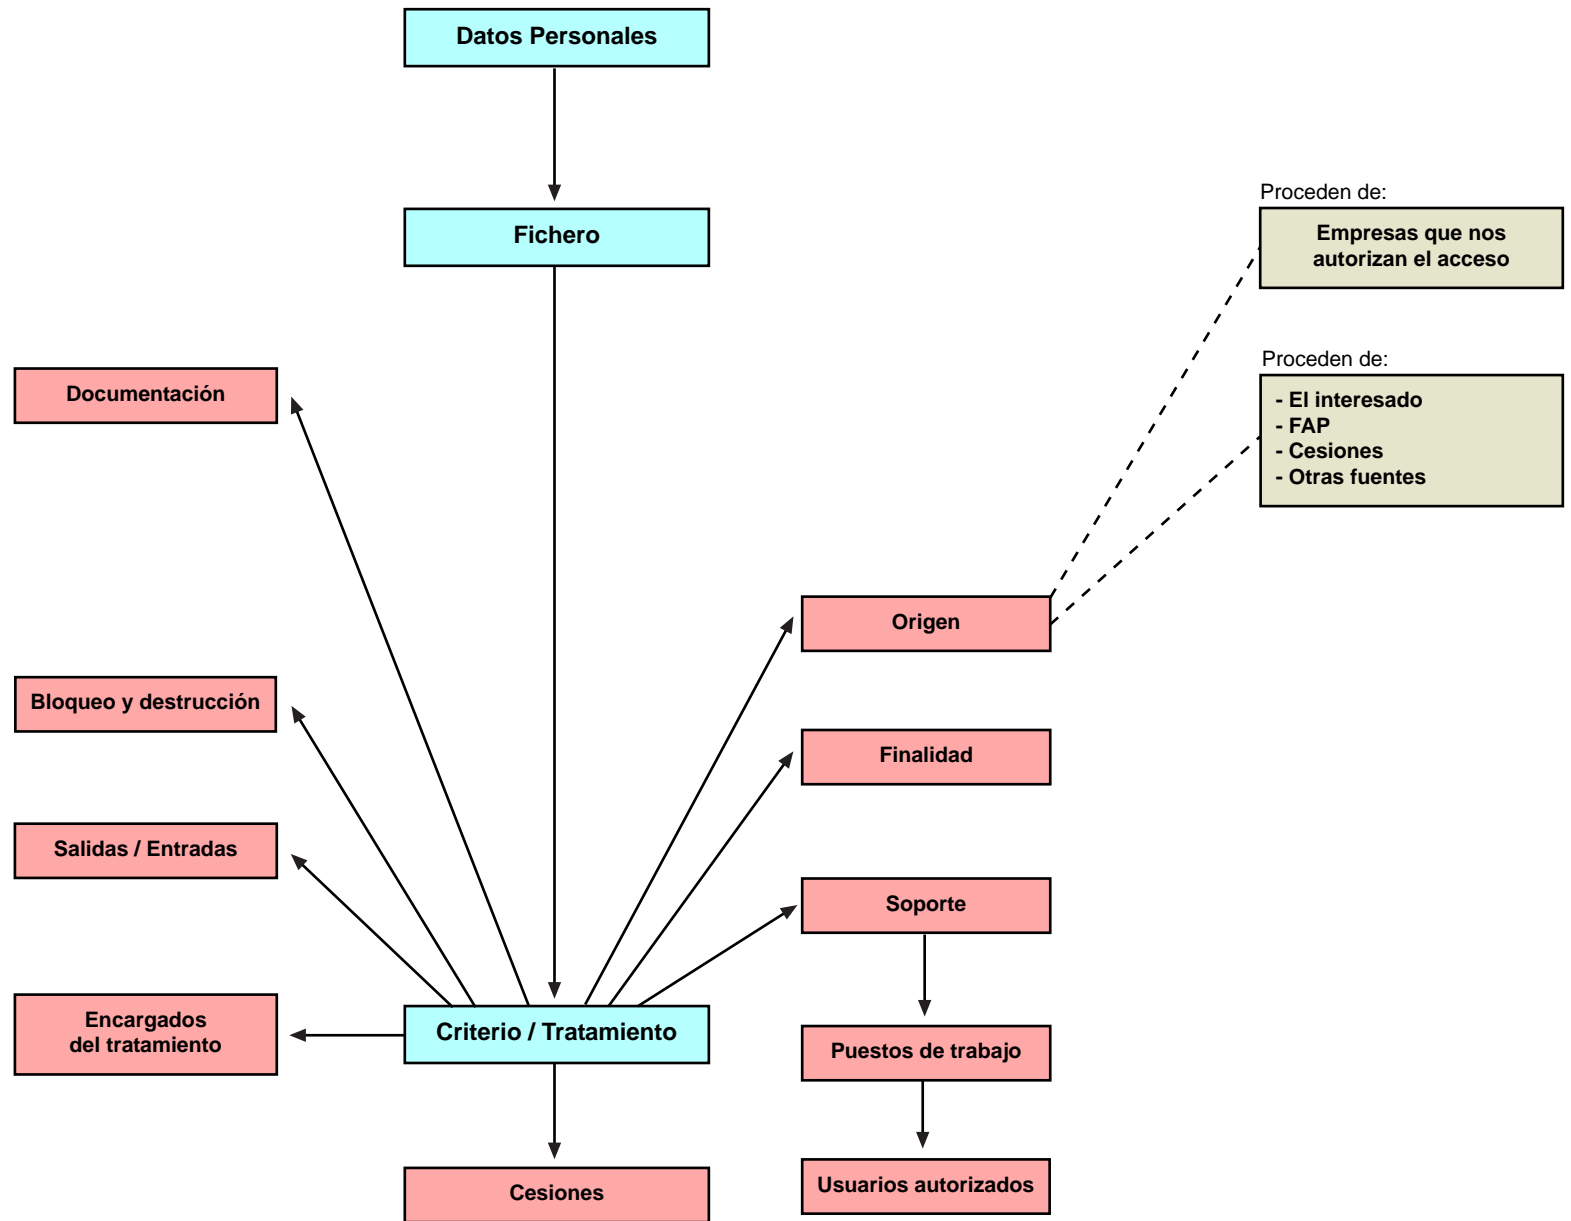 Datos Personales
Proceden de:
Fichero
Empresas que nos
autorizan el acceso
Proceden de:
Documentación
- El interesado
- FAP
- Cesiones
- Otras fuentes
Origen
Bloqueo y destrucción
Finalidad
Salidas / Entradas
Soporte
Encargados
del tratamiento
Criterio / Tratamiento
Puestos de trabajo
Cesiones
Usuarios autorizados